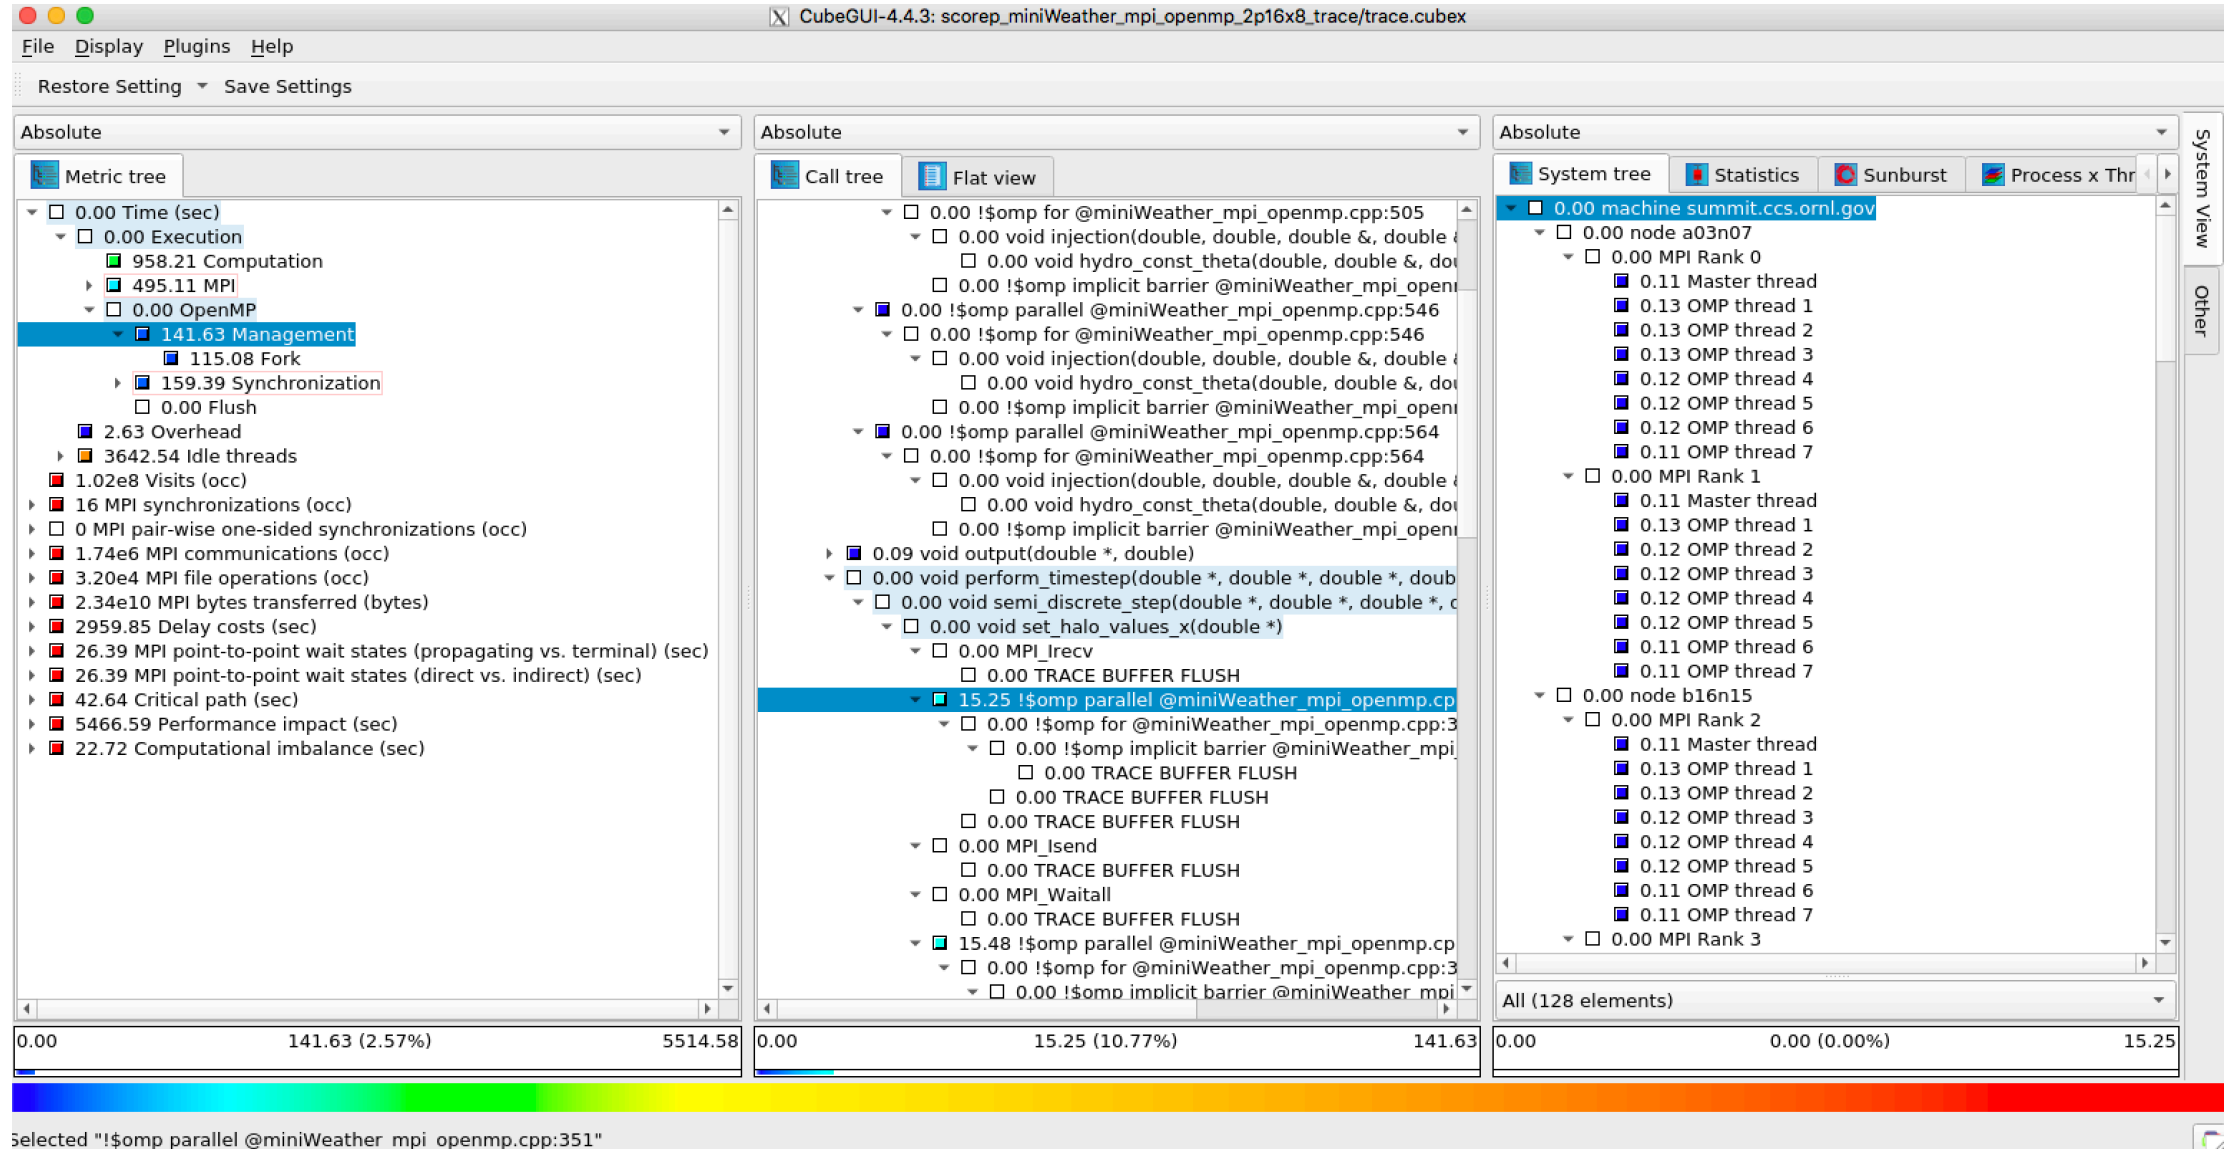 CubeGUI-4.4.3: scorep_miniWeather_mpi_openmp_2p16x8_trace/trace.cubex
File Display Plugins Help
Restore Setting Save Settings
Absolute
Metric tree
0.00 Time (sec)
0.00 Execution
958.21 Computation
495.11 MPI
0.00 OpenMP
141.63 Management
115.08 Fork
159.39 Synchronization
0.00 Flush
2.63 Overhead
3642.54 Idle threads
1.02e8 Visits (occ)
16 MPI synchronizations (occ)
0 MPI pair-wise one-sided synchronizations (occ)
1.74e6 MPI communications (occ)
3.20e4 MPI file operations (occ)
2.34e10 MPI bytes transferred (bytes)
2959.85 Delay costs (sec)
26.39 MPI point-to-point wait states (propagating vs. terminal) (sec)
26.39 MPI point-to-point wait states (direct vs. indirect) (sec)
42.64 Critical path (sec)
5466.59 Performance impact (sec)
22.72 Computational imbalance (sec)
0.00 141.63 (2.57%) 5514.58
Absolute
Call tree Flat view
0.00 !$omp for @miniWeather_mpi_openmp.cpp:505
0.00 void injection(double, double, double &, double &
0.00 void hydro_const_theta(double, double &, dou
0.00 !$omp implicit barrier @miniWeather_mpi_openm
0.00 !$omp parallel @miniWeather_mpi_openmp.cpp:546
0.00 !$omp for @miniWeather_mpi_openmp.cpp:546
0.00 void injection(double, double, double &, double &
0.00 void hydro_const_theta(double, double &, dou
0.00 !$omp implicit barrier @miniWeather_mpi_openm
0.00 !$omp parallel @miniWeather_mpi_openmp.cpp:564
0.00 !$omp for @miniWeather_mpi_openmp.cpp:564
0.00 void injection(double, double, double &, double &
0.00 void hydro_const_theta(double, double &, dou
0.00 !$omp implicit barrier @miniWeather_mpi_openm
0.09 void output(double *, double)
0.00 void perform_timestep(double *, double *, double *, doub
0.00 void semi_discrete_step(double *, double *, double *, d
0.00 void set_halo_values_x(double *)
0.00 MPI_Irecv
0.00 TRACE BUFFER FLUSH
15.25 !$omp parallel @miniWeather_mpi_openmp.cp
0.00 !$omp for @miniWeather_mpi_openmp.cpp:3
0.00 !$omp implicit barrier @miniWeather_mpi_
0.00 TRACE BUFFER FLUSH
0.00 TRACE BUFFER FLUSH
0.00 TRACE BUFFER FLUSH
0.00 MPI_Isend
0.00 TRACE BUFFER FLUSH
0.00 MPI_Waitall
0.00 TRACE BUFFER FLUSH
15.48 !$omp parallel @miniWeather_mpi_openmp.cp
0.00 !$omp for @miniWeather_mpi_openmp.cpp:3
0.00 !$omp implicit barrier @miniWeather_mpi
0.00 15.25 (10.77%) 141.63
Absolute
System tree Statistics Sunburst Process x Thr
0.00 machine summit.ccs.ornl.gov
0.00 node a03n07
0.00 MPI Rank 0
0.11 Master thread
0.13 OMP thread 1
0.13 OMP thread 2
0.13 OMP thread 3
0.12 OMP thread 4
0.12 OMP thread 5
0.12 OMP thread 6
0.11 OMP thread 7
0.00 MPI Rank 1
0.11 Master thread
0.13 OMP thread 1
0.12 OMP thread 2
0.12 OMP thread 3
0.12 OMP thread 4
0.12 OMP thread 5
0.11 OMP thread 6
0.11 OMP thread 7
0.00 node b16n15
0.00 MPI Rank 2
0.11 Master thread
0.13 OMP thread 1
0.13 OMP thread 2
0.12 OMP thread 3
0.12 OMP thread 4
0.12 OMP thread 5
0.11 OMP thread 6
0.11 OMP thread 7
0.00 MPI Rank 3
All (128 elements)
0.00 0.00 (0.00%) 15.25
System View
Other
Selected "!$omp parallel @miniWeather_mpi_openmp.cpp:351"